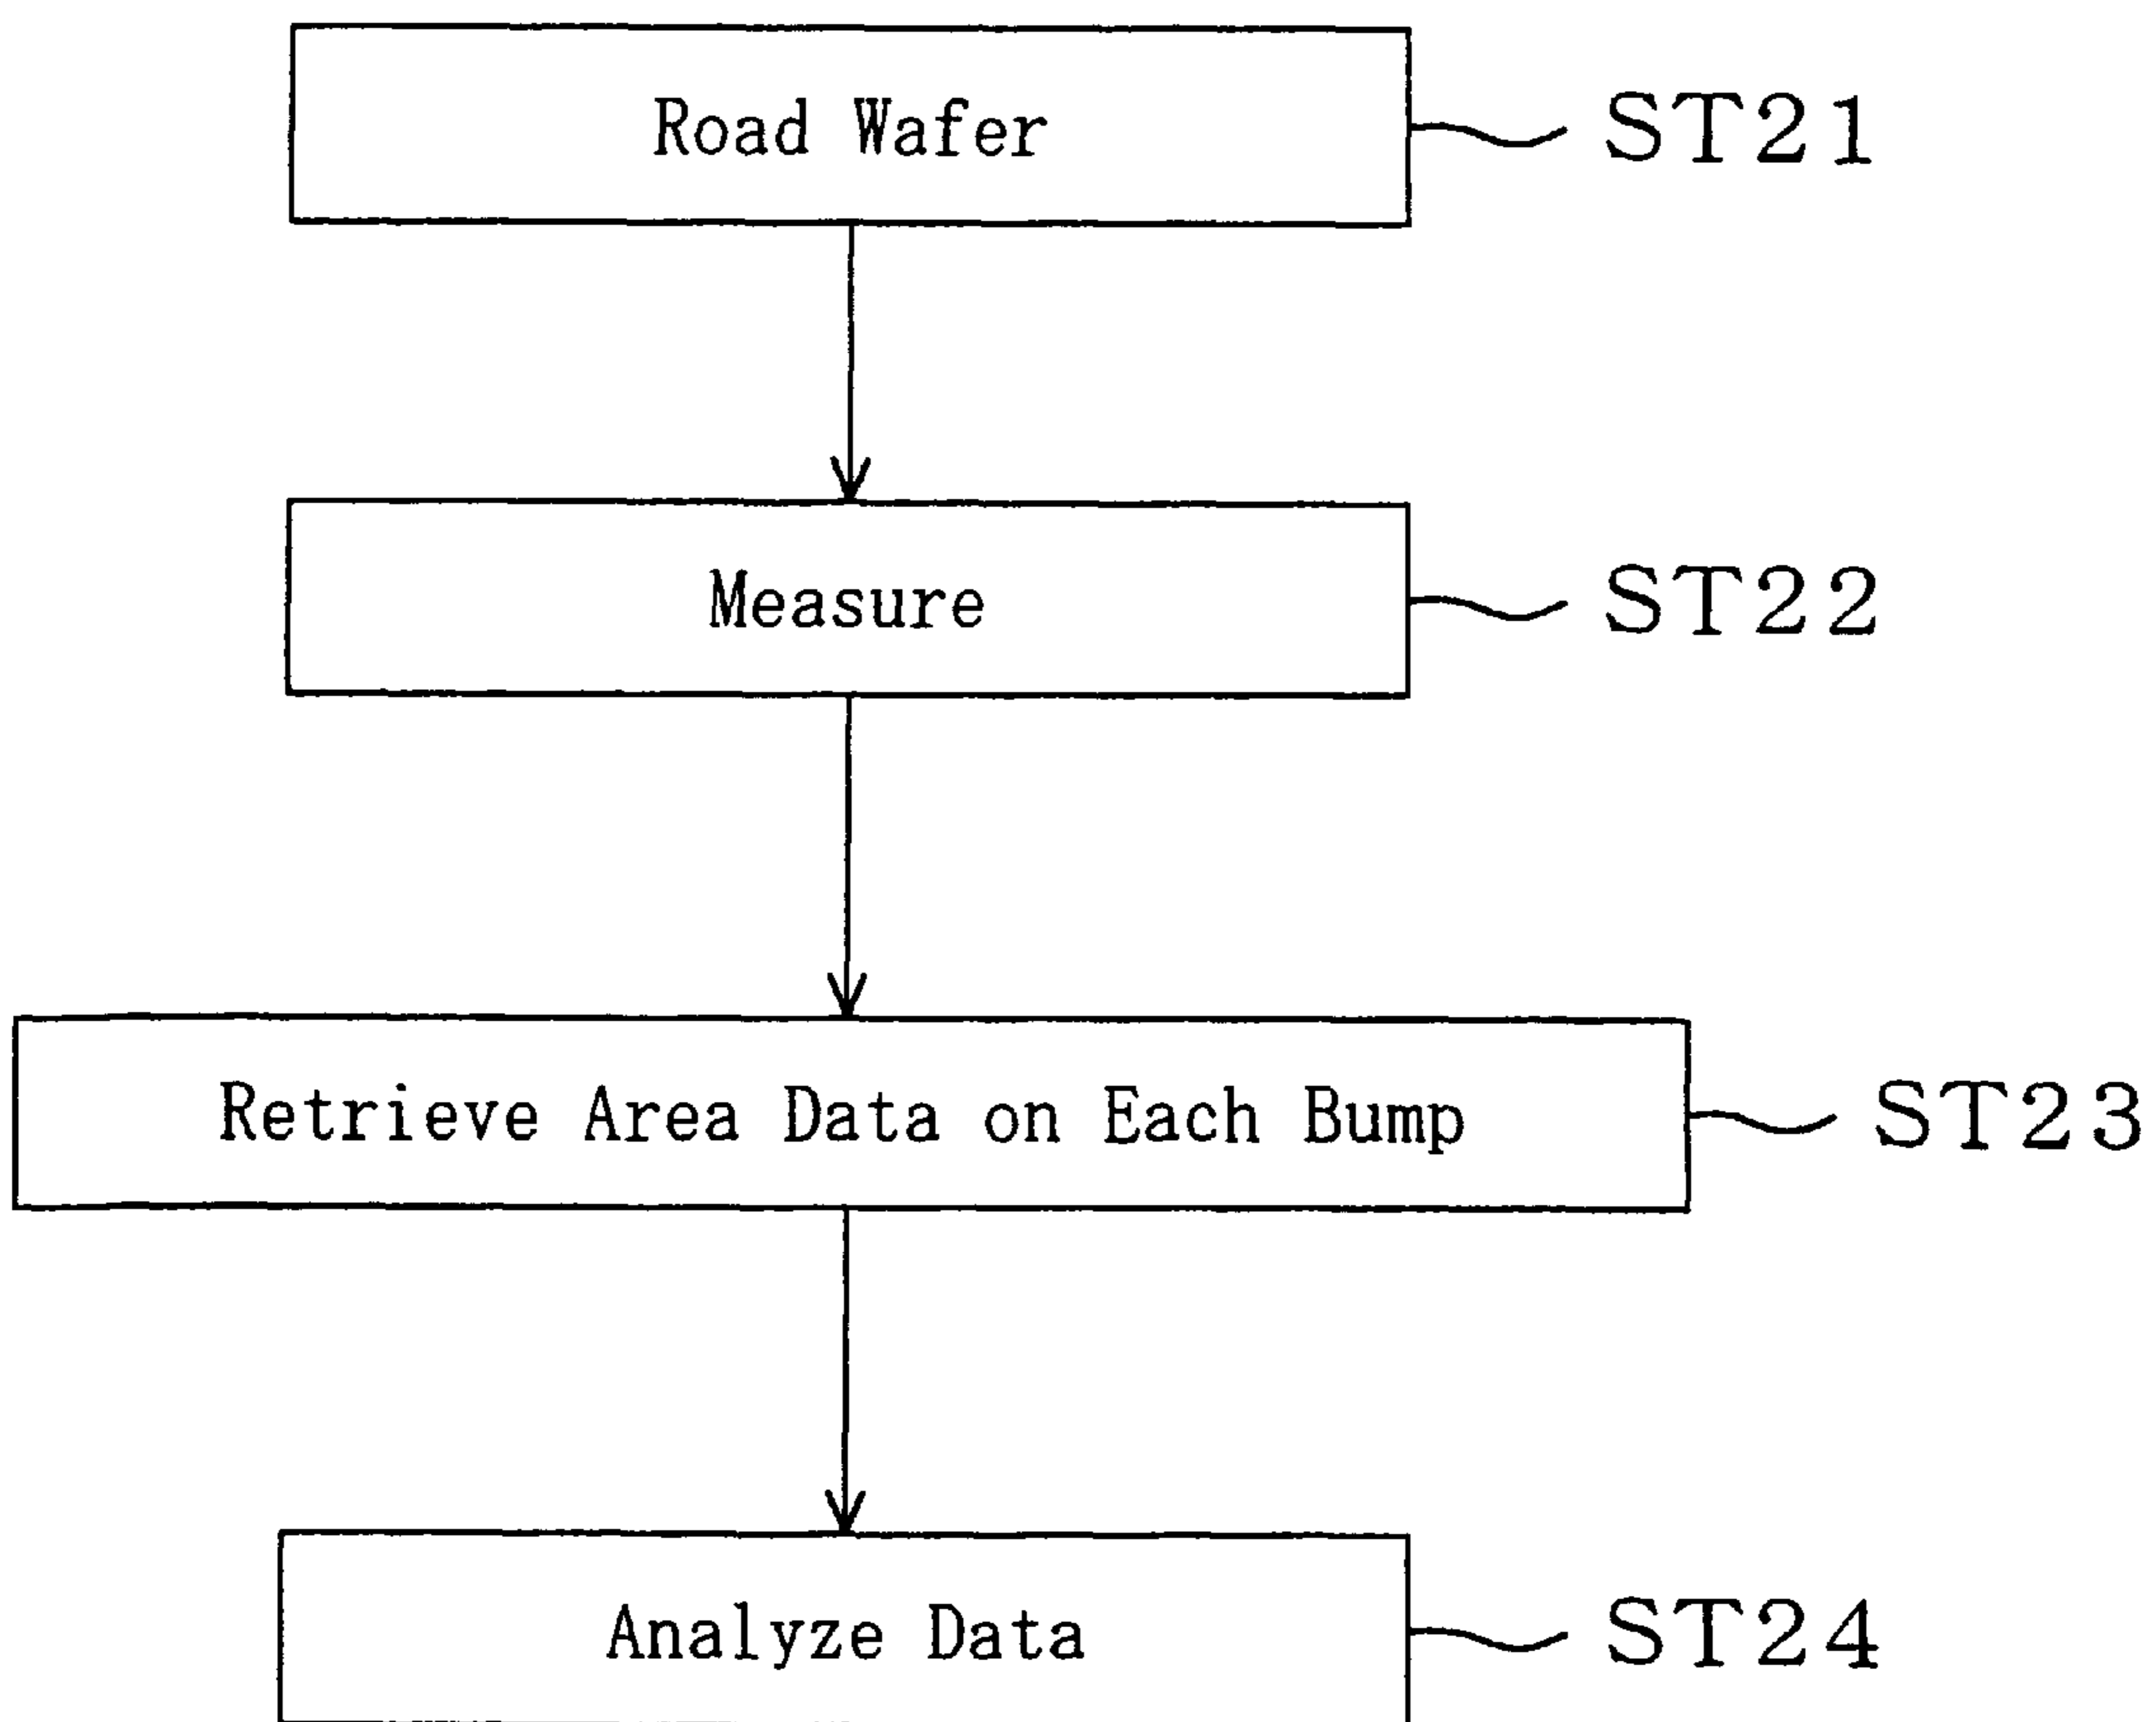 Road Wafer ST21
Measure ST22
Retrieve Area Data on Each Bump ST23
Analyze Data ST24